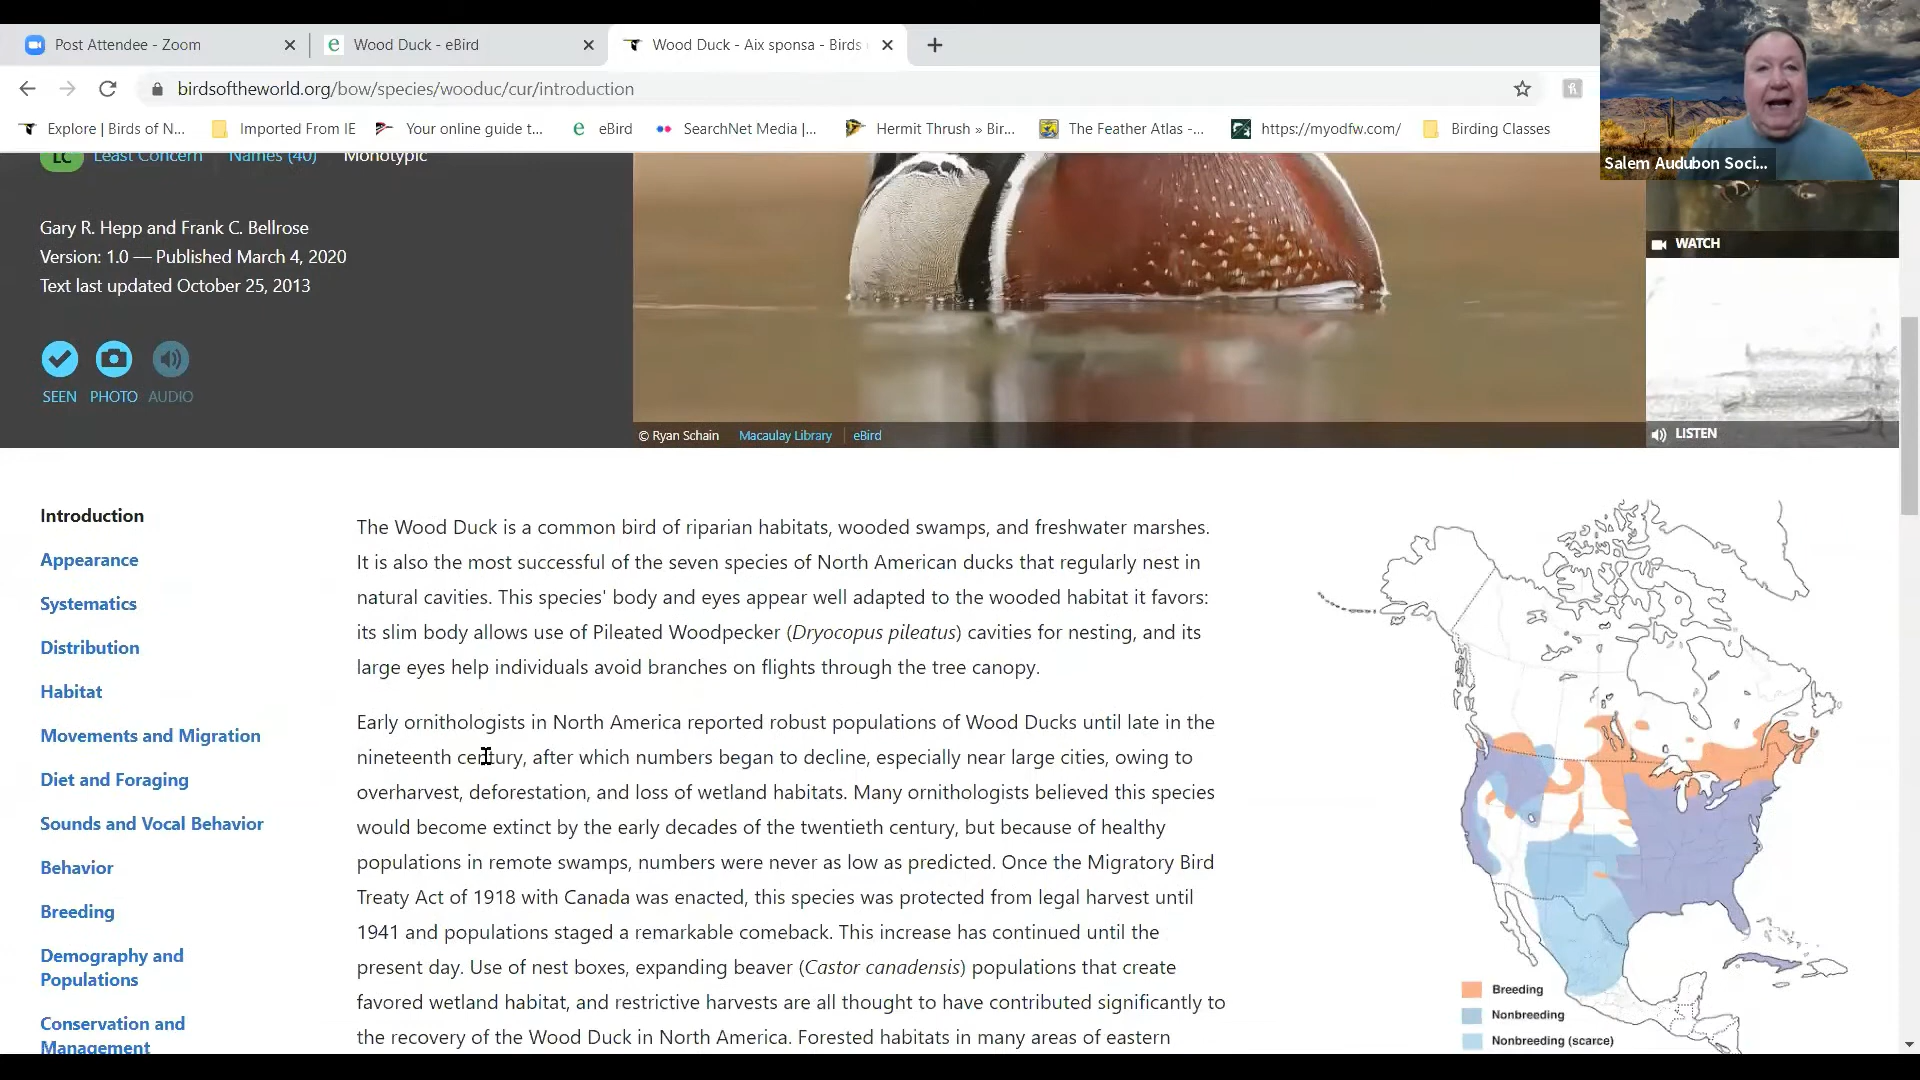 Post Attendee - Zoom
Wood Duck - eBird
Wood Duck - Aix sponsa - Birds
birdsoftheworld.org/bow/species/wooduc/cur/introduction
Explore | Birds of N...
Imported From IE
Your online guide t...
eBird
SearchNet Media |...
Hermit Thrush » Bir...
The Feather Atlas -...
https://myodfw.com/
Birding Classes
Salem Audubon Soci...
LC Least Concern Names (40) Monotypic
Gary R. Hepp and Frank C. Bellrose
Version: 1.0 — Published March 4, 2020
Text last updated October 25, 2013
SEEN PHOTO AUDIO
© Ryan Schain Macaulay Library eBird
WATCH
LISTEN
Introduction
Appearance
Systematics
Distribution
Habitat
Movements and Migration
Diet and Foraging
Sounds and Vocal Behavior
Behavior
Breeding
Demography and
Populations
Conservation and
Management
The Wood Duck is a common bird of riparian habitats, wooded swamps, and freshwater marshes.
It is also the most successful of the seven species of North American ducks that regularly nest in
natural cavities. This species' body and eyes appear well adapted to the wooded habitat it favors:
its slim body allows use of Pileated Woodpecker (Dryocopus pileatus) cavities for nesting, and its
large eyes help individuals avoid branches on flights through the tree canopy.
Early ornithologists in North America reported robust populations of Wood Ducks until late in the
nineteenth century, after which numbers began to decline, especially near large cities, owing to
overharvest, deforestation, and loss of wetland habitats. Many ornithologists believed this species
would become extinct by the early decades of the twentieth century, but because of healthy
populations in remote swamps, numbers were never as low as predicted. Once the Migratory Bird
Treaty Act of 1918 with Canada was enacted, this species was protected from legal harvest until
1941 and populations staged a remarkable comeback. This increase has continued until the
present day. Use of nest boxes, expanding beaver (Castor canadensis) populations that create
favored wetland habitat, and restrictive harvests are all thought to have contributed significantly to
the recovery of the Wood Duck in North America. Forested habitats in many areas of eastern
Breeding
Nonbreeding
Nonbreeding (scarce)